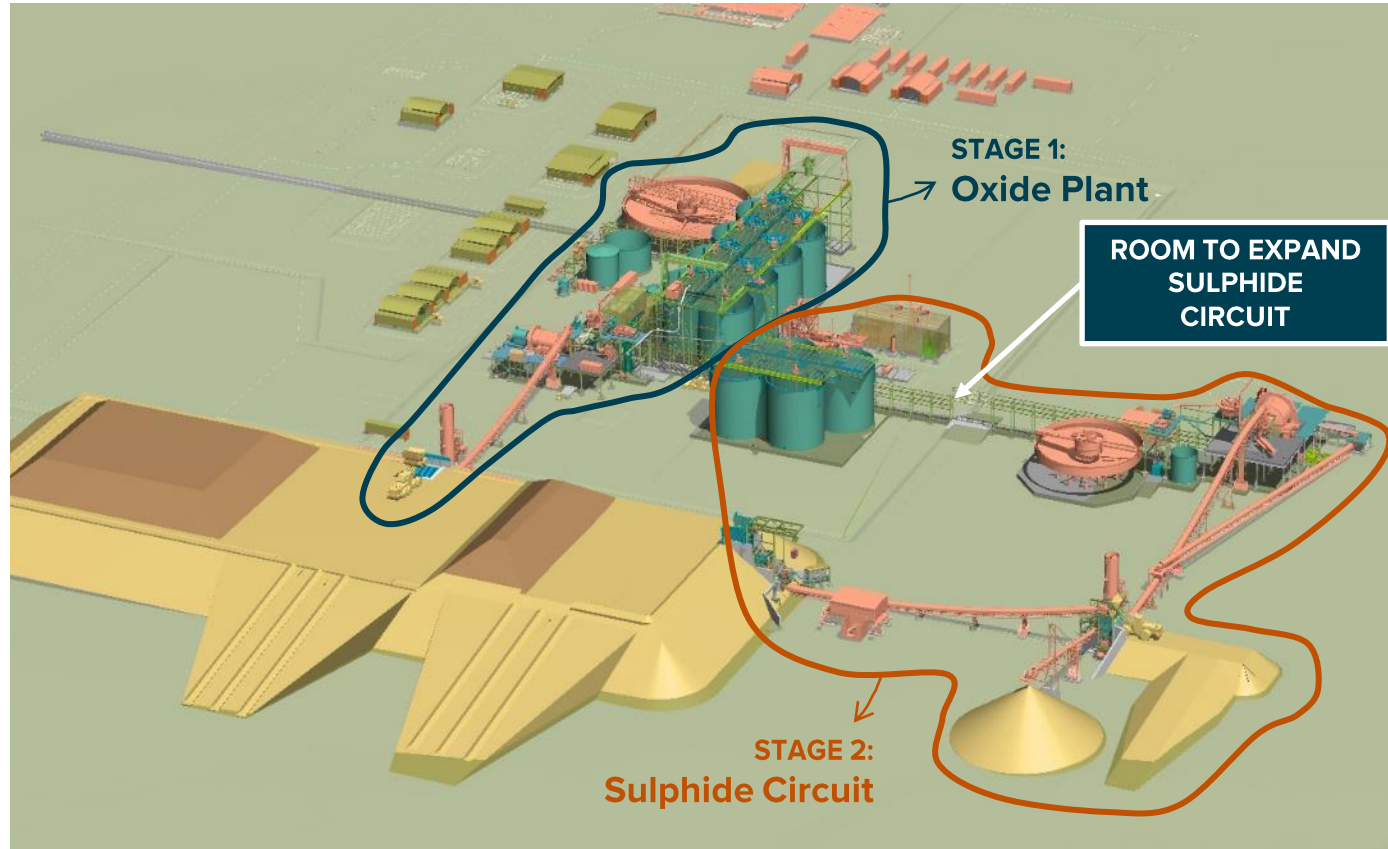 STAGE 1:
Oxide Plant
ROOM TO EXPAND
SULPHIDE
CIRCUIT
STAGE 2:
Sulphide Circuit